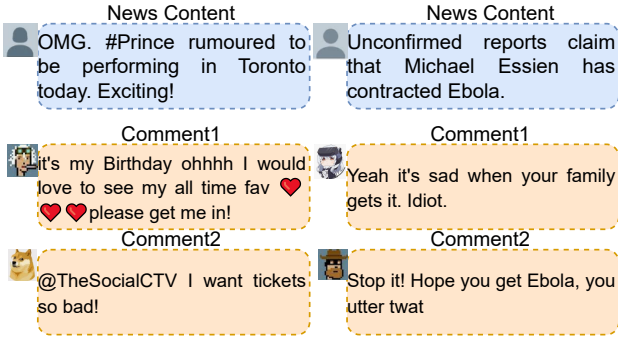 News Content
OMG. #Prince rumoured to
be performing in Toronto
today. Exciting!
Comment1
it's my Birthday ohhhh I would
love to see my all time fav ❤️
❤️ ❤️please get me in!
Comment2
@TheSocialCTV I want tickets
so bad!
News Content
Unconfirmed reports claim
that Michael Essien has
contracted Ebola.
Comment1
Yeah it's sad when your family
gets it. Idiot.
Comment2
Stop it! Hope you get Ebola, you
utter twat